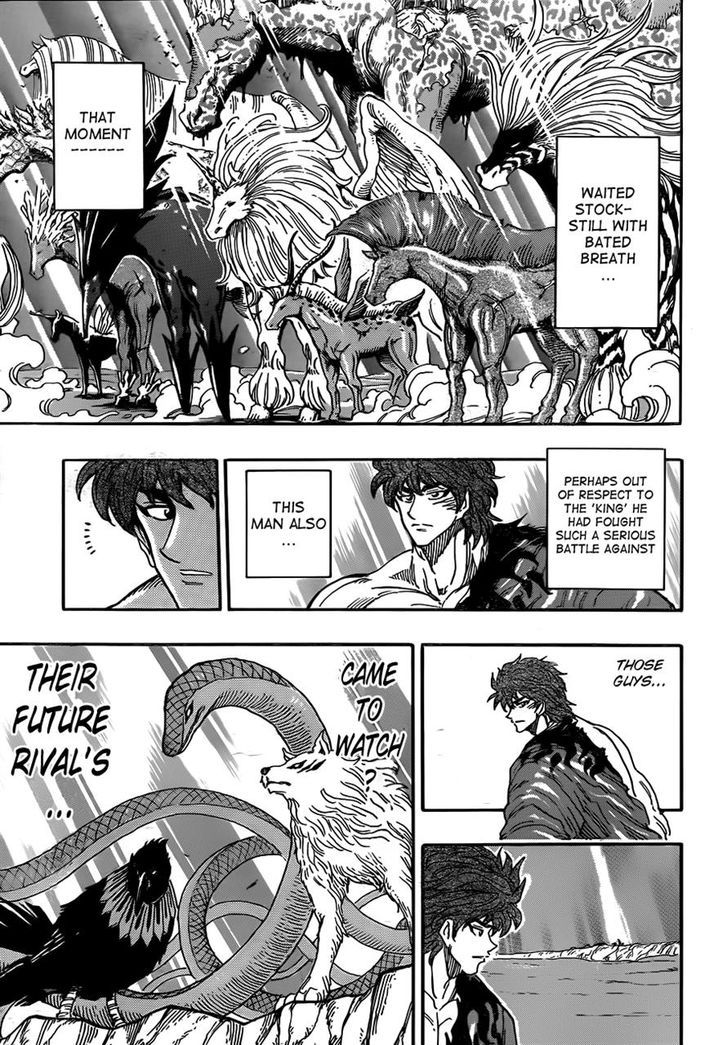 WAITED
STOCK-
STILL WITH
BATED
BREATH
...
THAT
MOMENT
------
PERHAPS OUT
OF RESPECT TO
THE 'KING' HE
HAD FOUGHT
SUCH A SERIOUS
BATTLE AGAINST
THIS
MAN ALSO
...
THOSE
GUYS...
CAME
TO
WATCH
?
THEIR
FUTURE
RIVAL'S
...